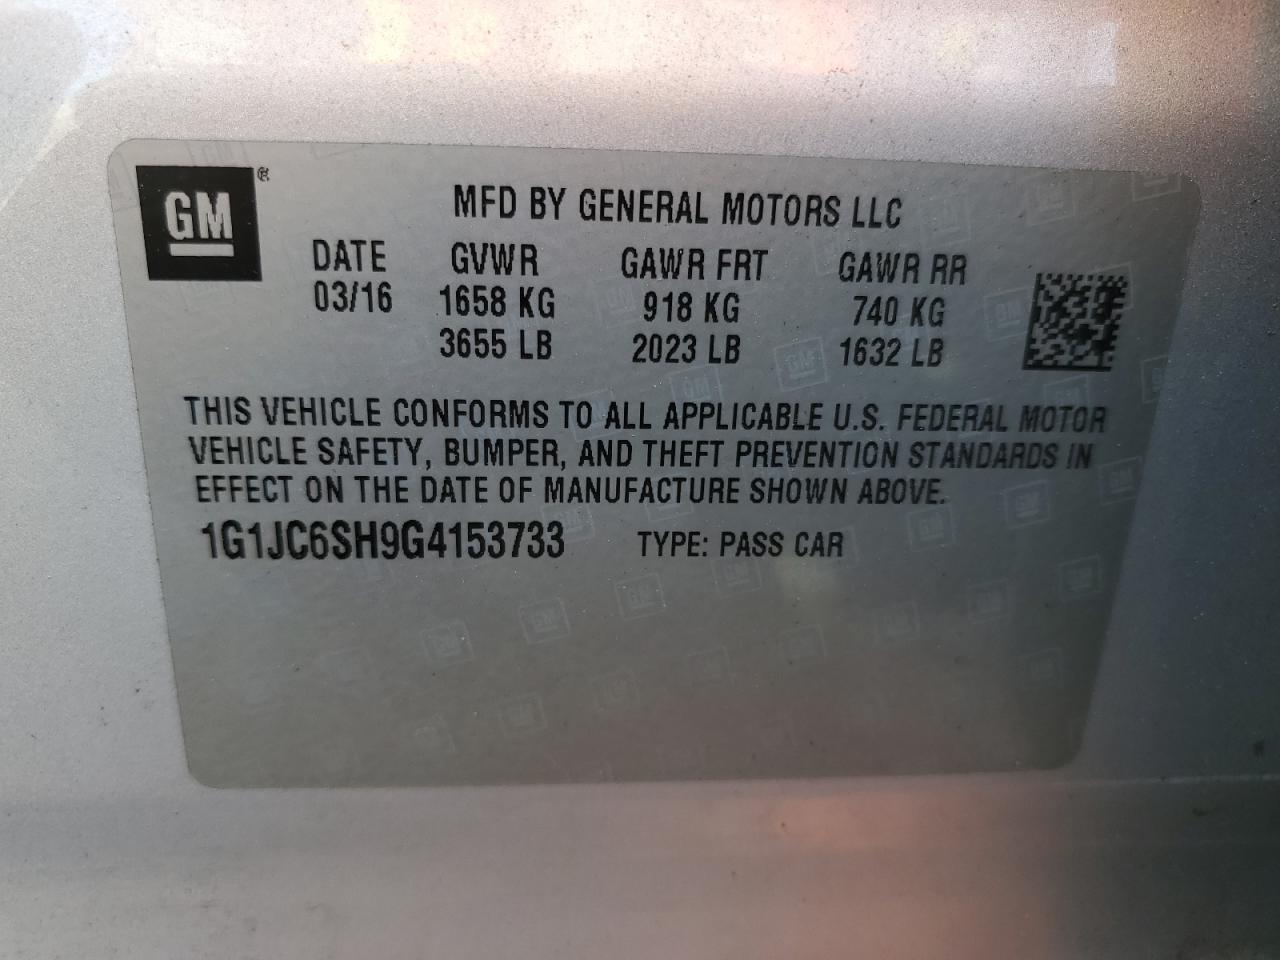 GM®
MFD BY GENERAL MOTORS LLC
DATE GVWR GAWR FRT GAWR RR
03/16 1658 KG 918 KG 740 KG
3655 LB 2023 LB 1632 LB
THIS VEHICLE CONFORMS TO ALL APPLICABLE U.S. FEDERAL MOTOR
VEHICLE SAFETY, BUMPER, AND THEFT PREVENTION STANDARDS IN
EFFECT ON THE DATE OF MANUFACTURE SHOWN ABOVE.
1G1JC6SH9G4153733 TYPE: PASS CAR